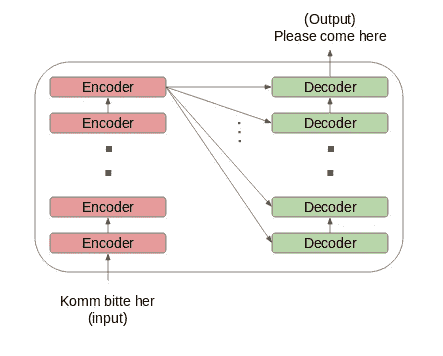 (Output)
Please come here
Encoder
Decoder
Encoder
Decoder
Encoder
Decoder
Encoder
Decoder
Komm bitte her
(input)